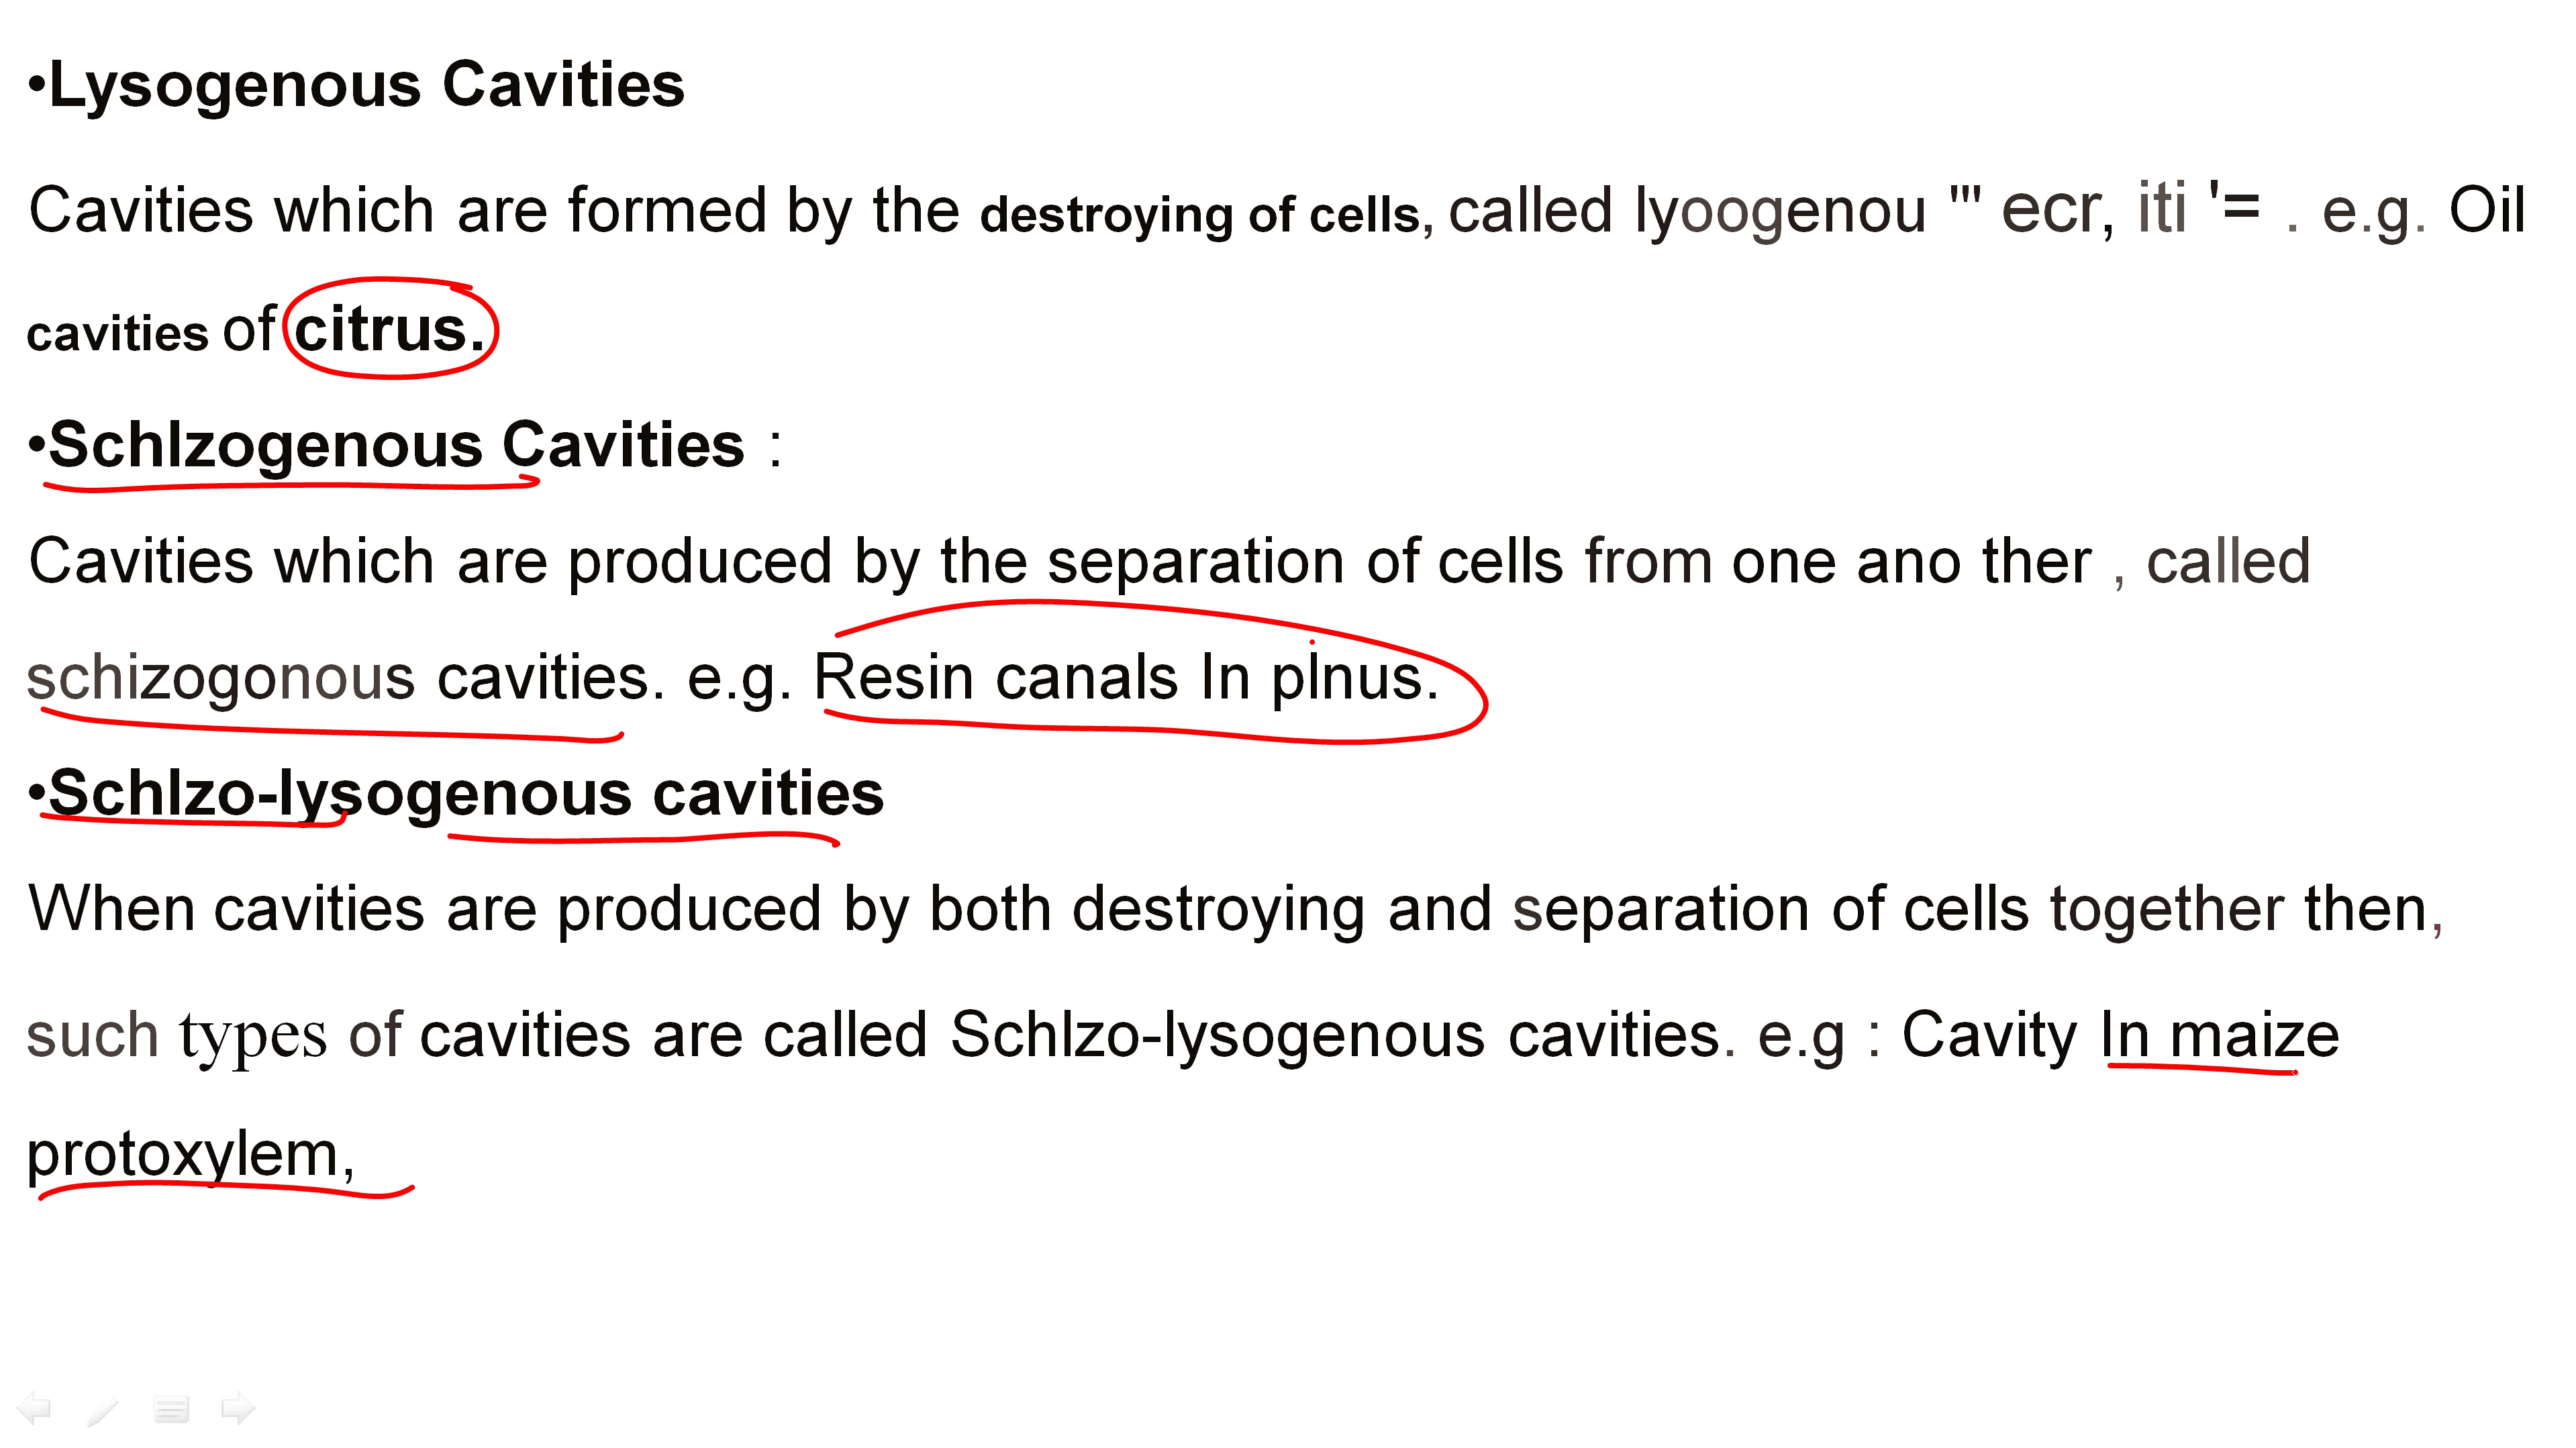 •Lysogenous Cavities
Cavities which are formed by the destroying of cells, called lyoogenou "' ecr, iti '= . e.g. Oil
cavities of citrus.
•Schlzogenous Cavities :
Cavities which are produced by the separation of cells from one ano ther , called
schizogonous cavities. e.g. Resin canals In plnus.
•Schlzo-lysogenous cavities
When cavities are produced by both destroying and separation of cells together then,
such types of cavities are called Schlzo-lysogenous cavities. e.g : Cavity In maize
protoxylem,